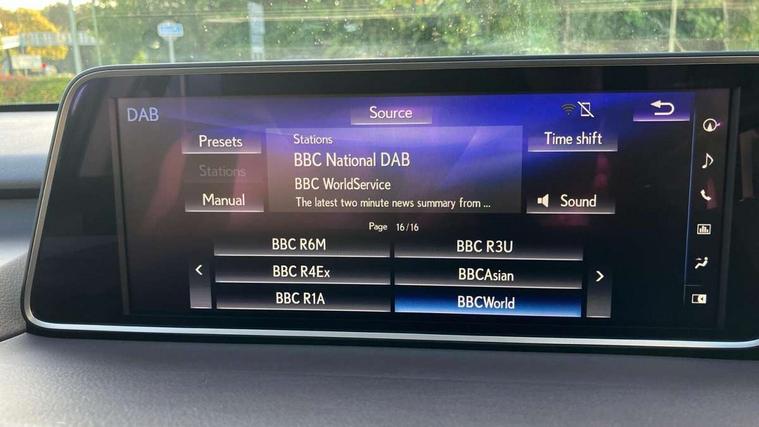 DAB
Source
Presets
Stations
Time shift
BBC National DAB
Stations
BBC WorldService
Manual
The latest two minute news summary from ...
Sound
Page 16/16
BBC R6M
BBC R3U
BBC R4Ex
BBCAsian
BBC R1A
BBCWorld